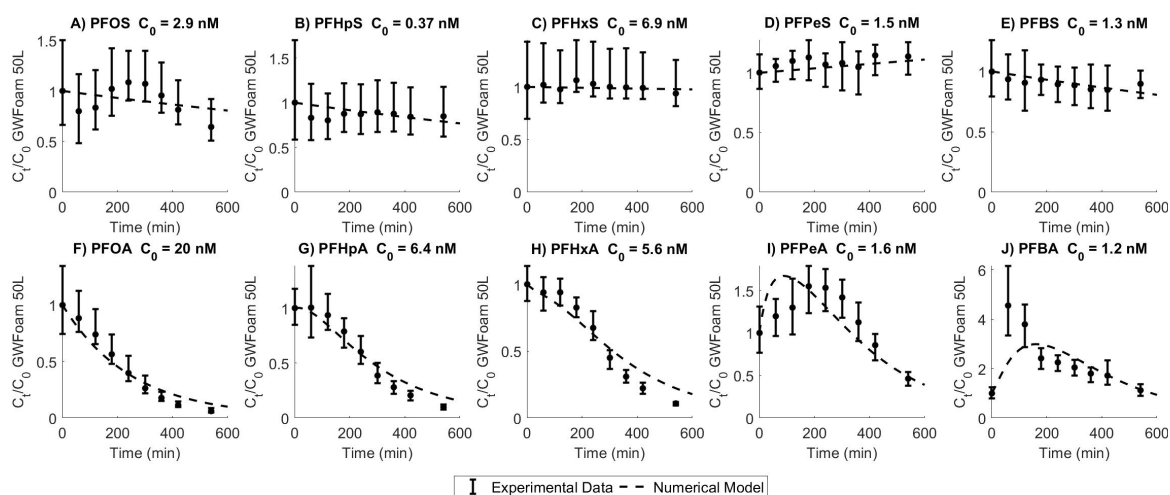 A) PFOS C₀ = 2.9 nM
B) PFHpS C₀ = 0.37 nM
C) PFHxS C₀ = 6.9 nM
D) PFPeS C₀ = 1.5 nM
E) PFBS C₀ = 1.3 nM
Cₜ/C₀ GWFoam 50L
1.5
1
0.5
0
0 200 400 600
Time (min)
Cₜ/C₀ GWFoam 50L
1.5
1
0.5
0
0 200 400 600
Time (min)
Cₜ/C₀ GWFoam 50L
1
0.5
0
0 200 400 600
Time (min)
Cₜ/C₀ GWFoam 50L
1
0.5
0
0 200 400 600
Time (min)
Cₜ/C₀ GWFoam 50L
1
0.5
0
0 200 400 600
Time (min)
F) PFOA C₀ = 20 nM
G) PFHpA C₀ = 6.4 nM
H) PFHxA C₀ = 5.6 nM
I) PFPeA C₀ = 1.6 nM
J) PFBA C₀ = 1.2 nM
Cₜ/C₀ GWFoam 50L
1
0.5
0
0 200 400 600
Time (min)
Cₜ/C₀ GWFoam 50L
1
0.5
0
0 200 400 600
Time (min)
Cₜ/C₀ GWFoam 50L
1
0.5
0
0 200 400 600
Time (min)
Cₜ/C₀ GWFoam 50L
1.5
1
0.5
0
0 200 400 600
Time (min)
Cₜ/C₀ GWFoam 50L
6
4
2
0
0 200 400 600
Time (min)
Experimental Data
Numerical Model